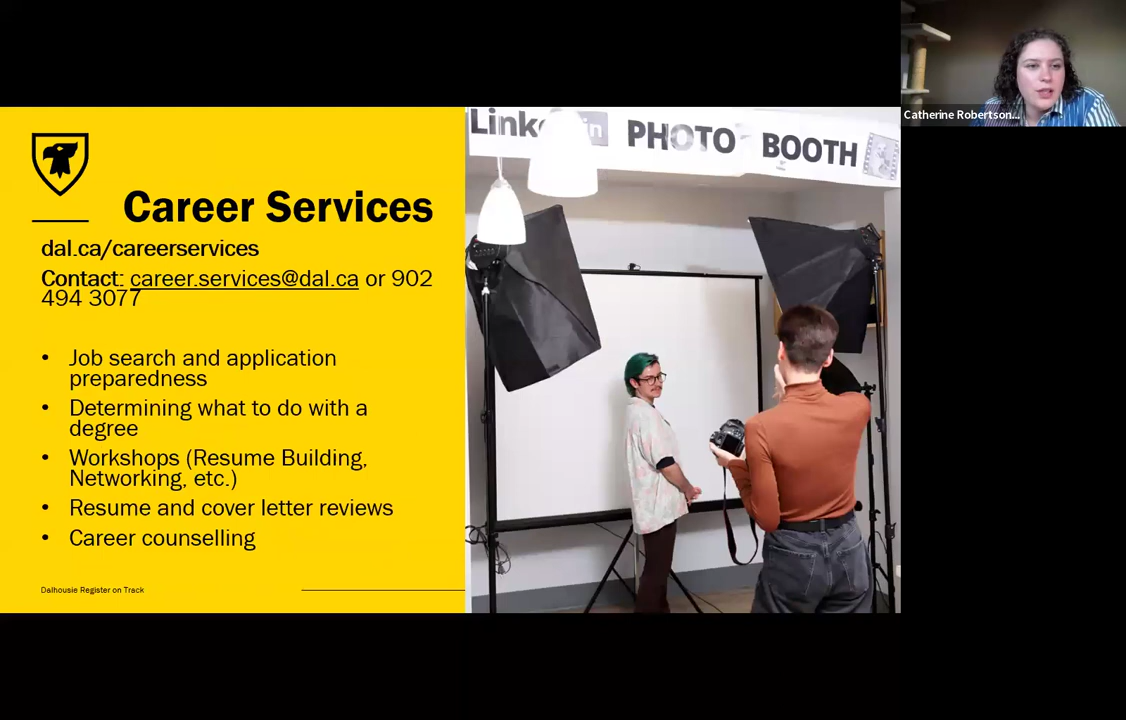 Career Services
dal.ca/careerservices
Contact: career.services@dal.ca or 902
494 3077
• Job search and application
preparedness
• Determining what to do with a
degree
• Workshops (Resume Building,
Networking, etc.)
• Resume and cover letter reviews
• Career counselling
Dalhousie Register on Track
Link in PHOTO BOOTH
Catherine Robertson...